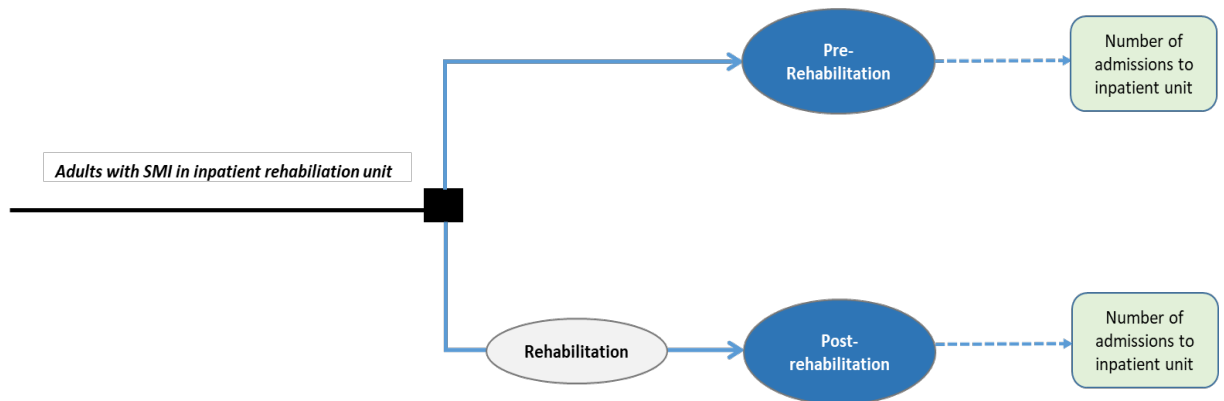 Pre-
Rehabilitation
Number of
admissions to
inpatient unit
Adults with SMI in inpatient rehabiliation unit
Rehabilitation
Post-
rehabilitation
Number of
admissions to
inpatient unit